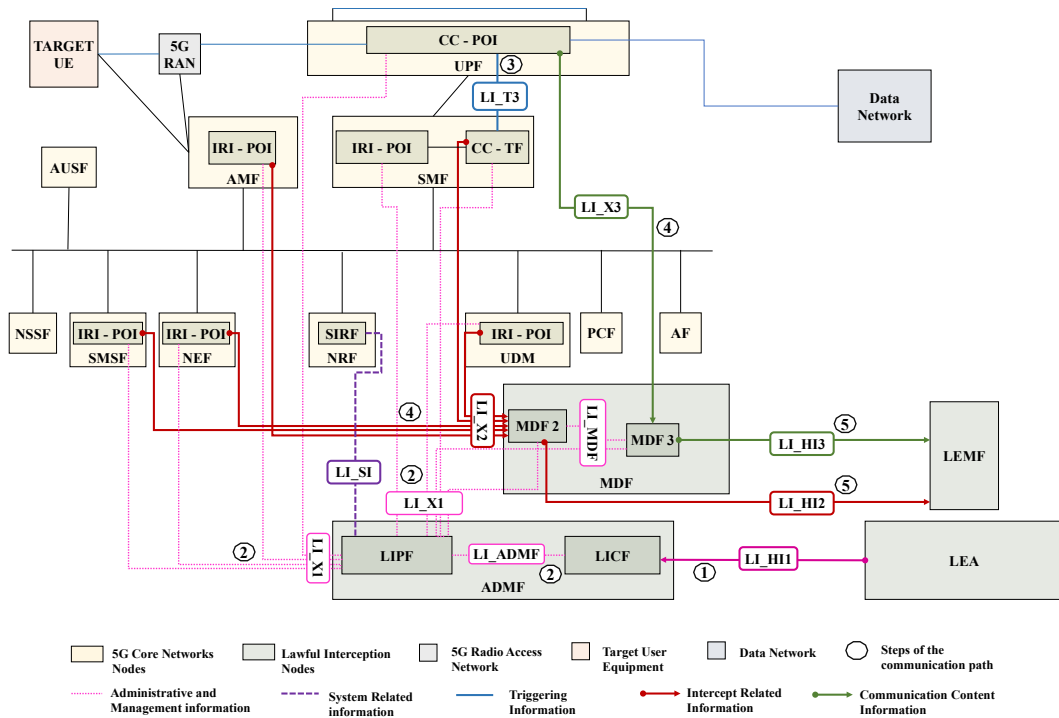 TARGET
UE
5G
RAN
CC - POI
UPF
3
LI_T3
Data
Network
IRI - POI
AMF
IRI - POI
CC - TF
SMF
AUSF
LI_X3
4
NSSF
IRI - POI
SMSF
IRI - POI
NEF
SIRF
NRF
IRI - POI
UDM
PCF
AF
4
LI_X2
MDF 2
LI_MDF
MDF 3
MDF
5
LI_HI3
LEMF
LI_SI
2
LI_X1
5
LI_HI2
2
LI_X1
LIPF
LI_ADMF
2
LICF
ADMF
1
LI_HI1
LEA
5G Core Networks
Nodes
Lawful Interception
Nodes
5G Radio Access
Network
Target User
Equipment
Data Network
Steps of the
communication path
Administrative and
Management information
System Related
information
Triggering
Information
Intercept Related
Information
Communication Content
Information